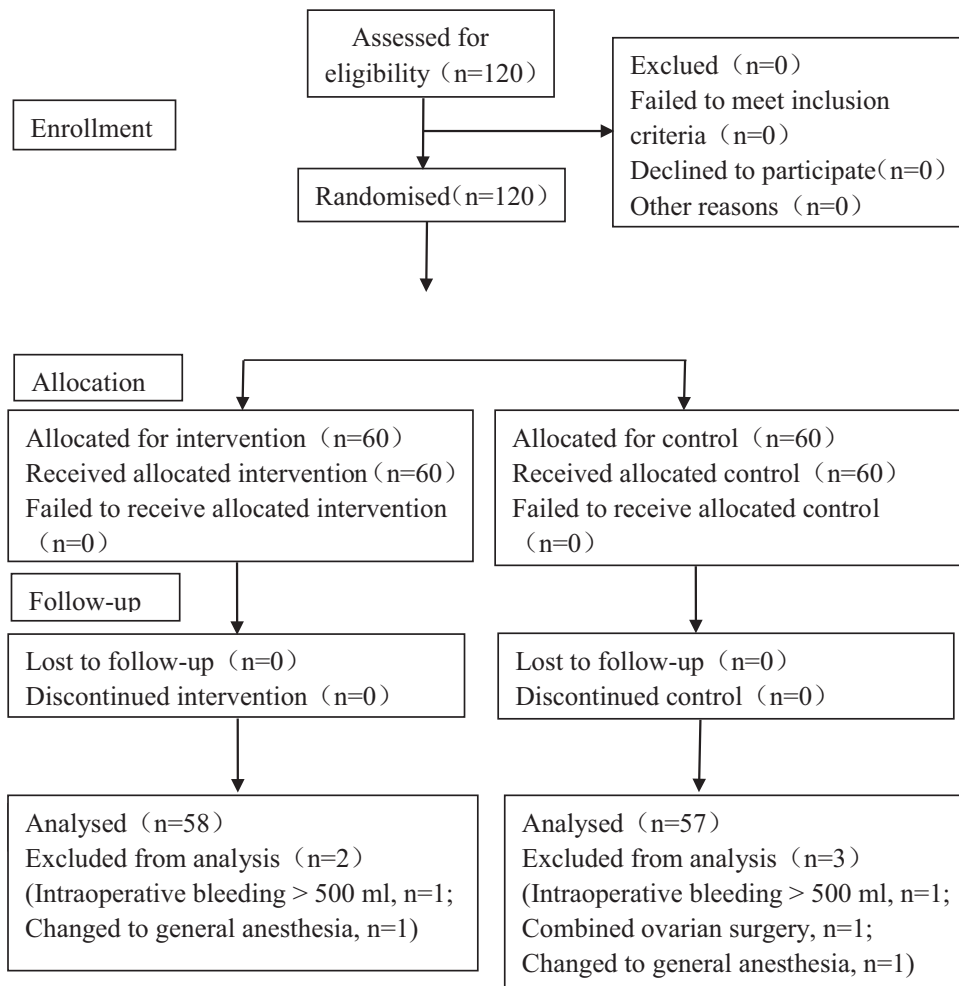 Assessed for
eligibility（n=120）
Exclued（n=0）
Failed to meet inclusion
criteria（n=0）
Declined to participate(n=0）
Other reasons（n=0）
Enrollment
Randomised(n=120）
Allocation
Allocated for intervention（n=60）
Received allocated intervention（n=60）
Failed to receive allocated intervention
（n=0）
Allocated for control（n=60）
Received allocated control（n=60）
Failed to receive allocated control
（n=0）
Follow-up
Lost to follow-up（n=0）
Discontinued intervention（n=0）
Lost to follow-up（n=0）
Discontinued control（n=0）
Analysed（n=58）
Excluded from analysis（n=2）
(Intraoperative bleeding > 500 ml, n=1;
Changed to general anesthesia, n=1)
Analysed（n=57）
Excluded from analysis（n=3）
(Intraoperative bleeding > 500 ml, n=1;
Combined ovarian surgery, n=1;
Changed to general anesthesia, n=1)